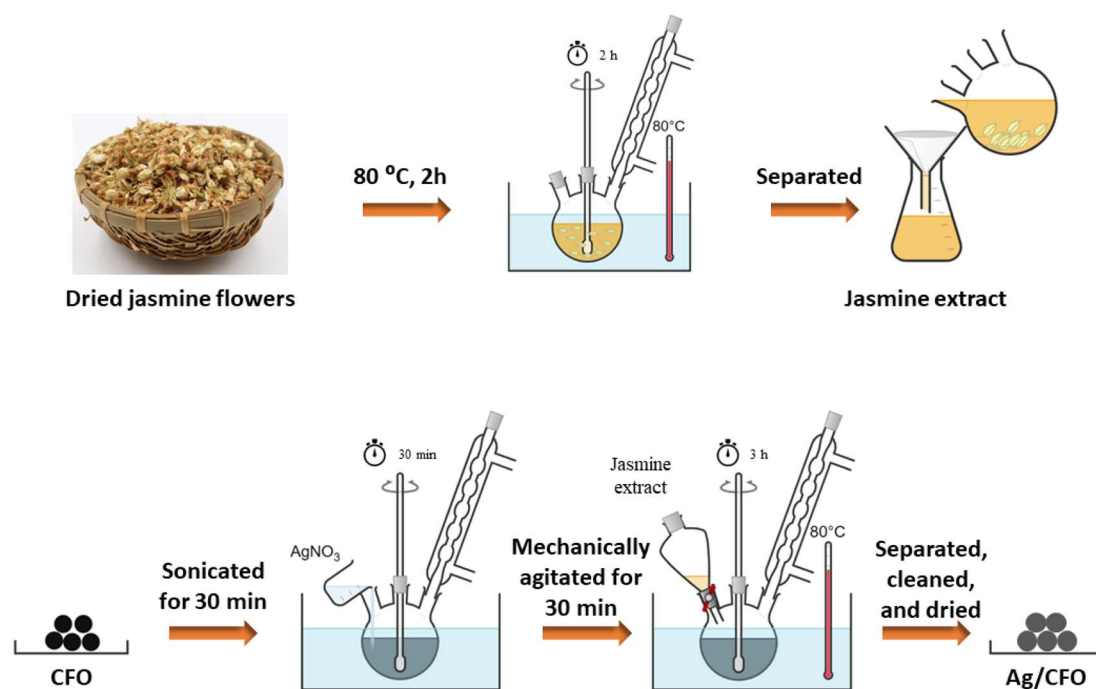 2 h
80°C
80 ⁰C, 2h
Separated
Dried jasmine flowers
Jasmine extract
30 min
3 h
Jasmine
extract
AgNO₃
80°C
Sonicated
for 30 min
Mechanically
agitated for
30 min
Separated,
cleaned,
and dried
CFO
Ag/CFO